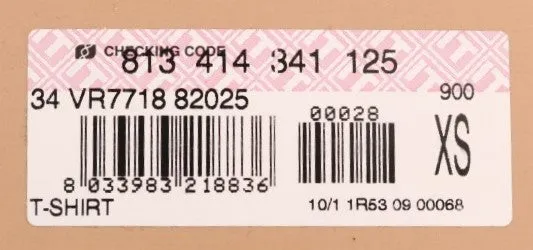 CHECKING CODE
813 414 341 125
34 VR7718 82025
900
00028
XS
8 033983 218836
T-SHIRT
10/1 1R53 09 00068